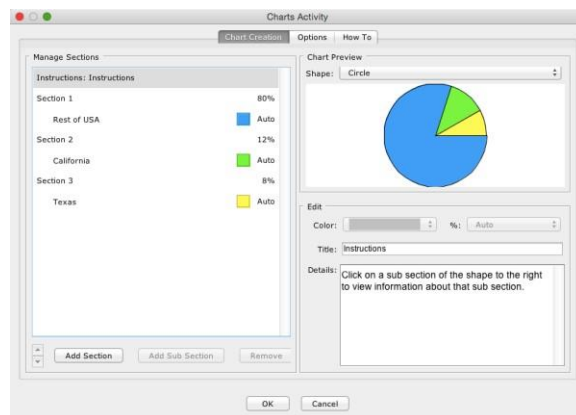 Charts Activity
Chart Creation Options How To
Manage Sections
Instructions: Instructions
Section 1 80%
Rest of USA Auto
Section 2 12%
California Auto
Section 3 8%
Texas Auto
Add Section Add Sub Section Remove
Chart Preview
Shape: Circle
Edit
Color: %: Auto
Title: Instructions
Details: Click on a sub section of the shape to the right
to view information about that sub section.
OK Cancel